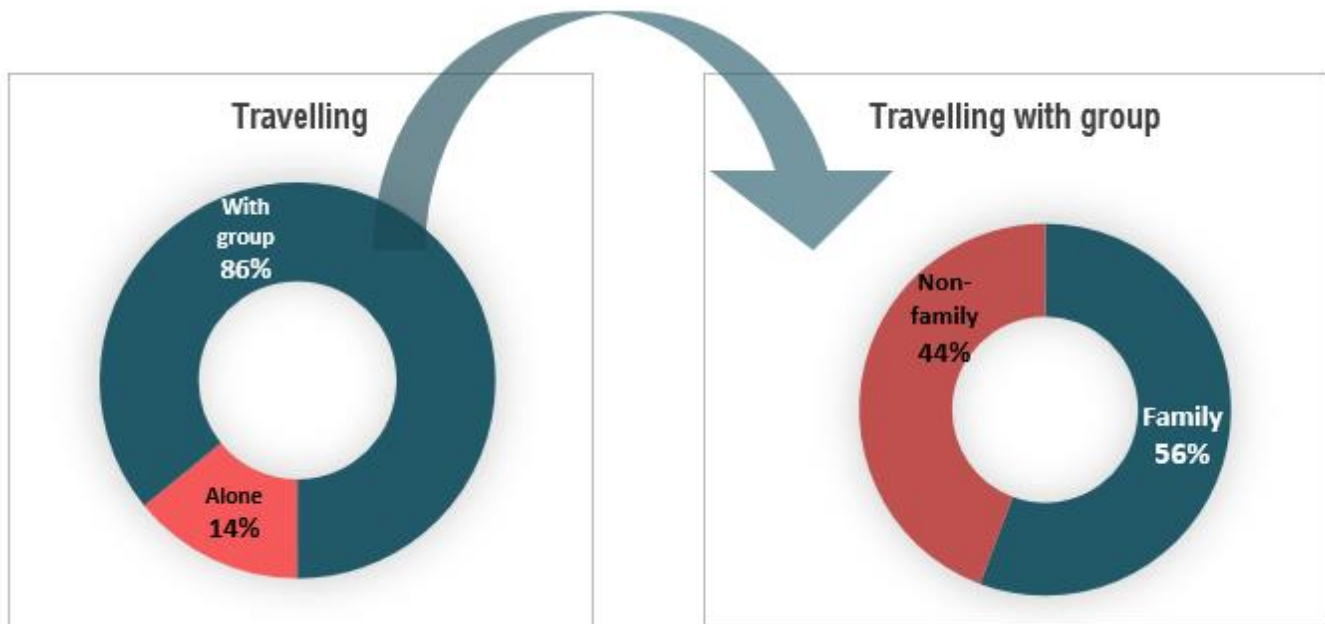 Travelling
With
group
86%
Alone
14%
Travelling with group
Non-
family
44%
Family
56%